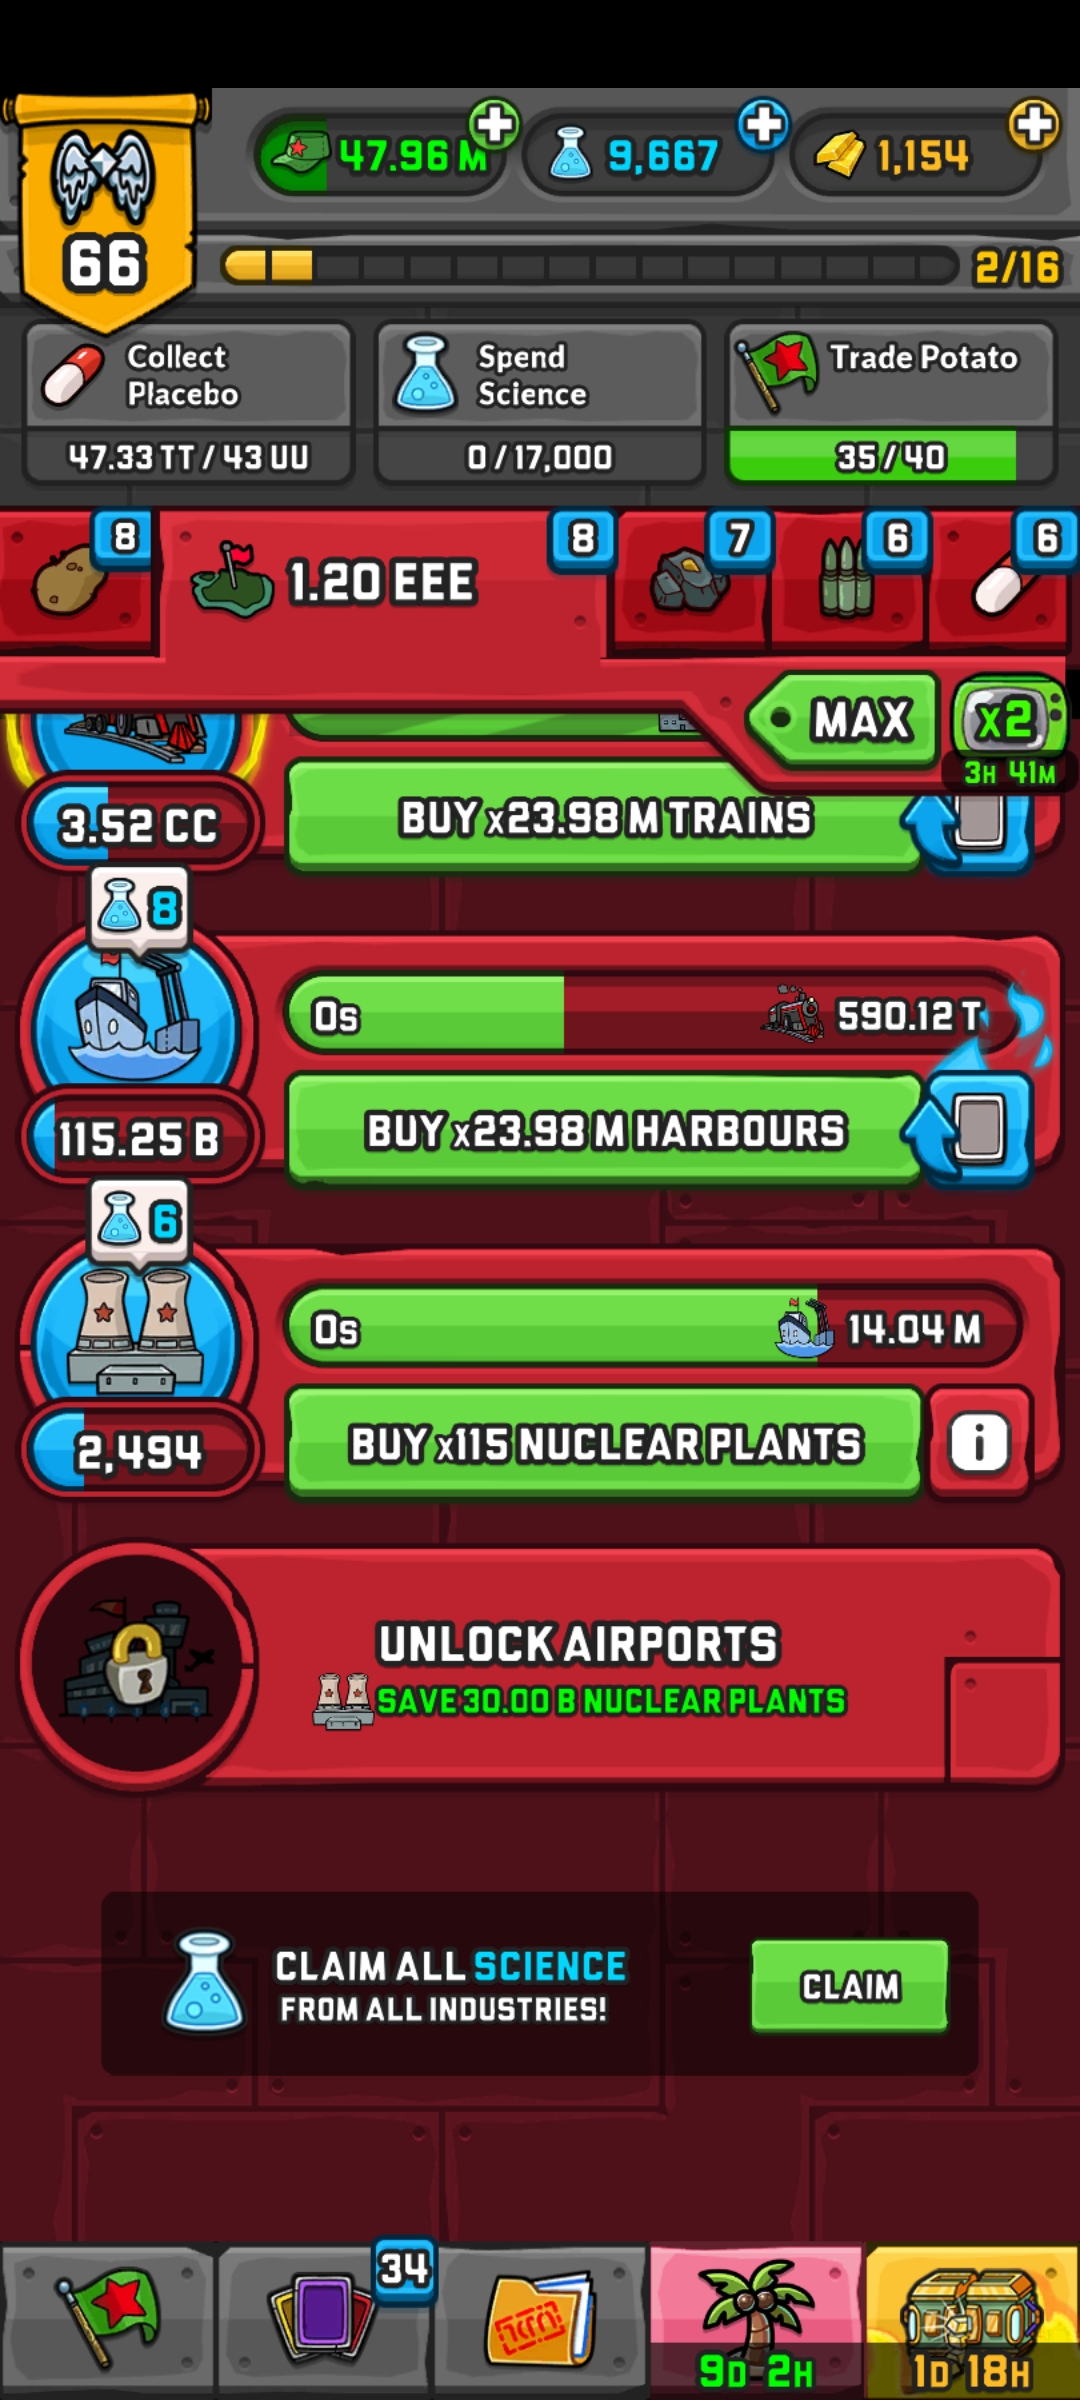 66
47.96 M
9,667
1,154
2/16
Collect
Placebo
47.33 TT / 43 UU
Spend
Science
0 / 17,000
Trade Potato
35 / 40
8
1.20 EEE
8
7
6
6
MAX
x2
3H 41M
3.52 CC
BUY x23.98 M TRAINS
8
0s
590.12 T
115.25 B
BUY x23.98 M HARBOURS
6
0s
14.04 M
2,494
BUY x115 NUCLEAR PLANTS
i
UNLOCK AIRPORTS
SAVE 30.00 B NUCLEAR PLANTS
CLAIM ALL SCIENCE
FROM ALL INDUSTRIES!
CLAIM
34
9D 2H
1D 18H